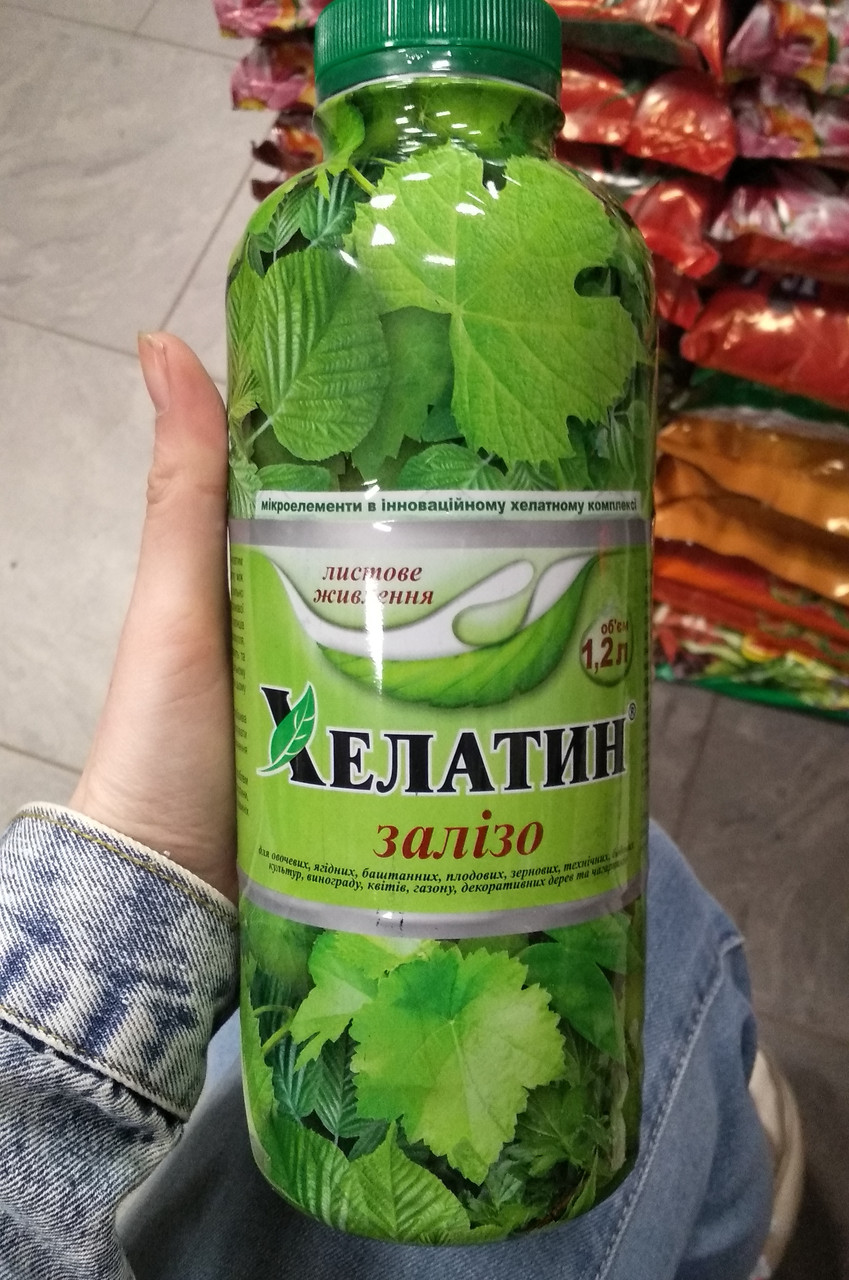 мікроелементи в інноваційному хелатному комплексі
листове
живлення
об'єм
1,2 л
ХЕЛАТИН®
залізо
для овочевих, ягідних, баштанних, плодових, зернових, технічних,
культур, винограду, квітів, газону, декоративних дерев та